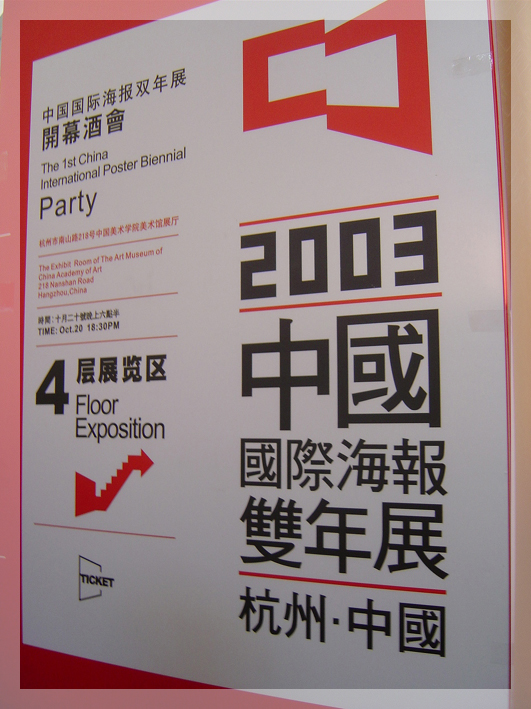 中国国际海报双年展
開幕酒會
The 1st China
International Poster Biennial
Party
杭州市南山路218号中国美术学院美术馆展厅
The Exhibit Room of The Art Museum of
China Academy of Art
218 Nanshan Road
Hangzhou,China
時間：十月二十號晚上六點半
TIME: Oct.20 18:30PM
4层展览区
Floor
Exposition
TICKET
2003
中國
國際海報
雙年展
杭州·中國